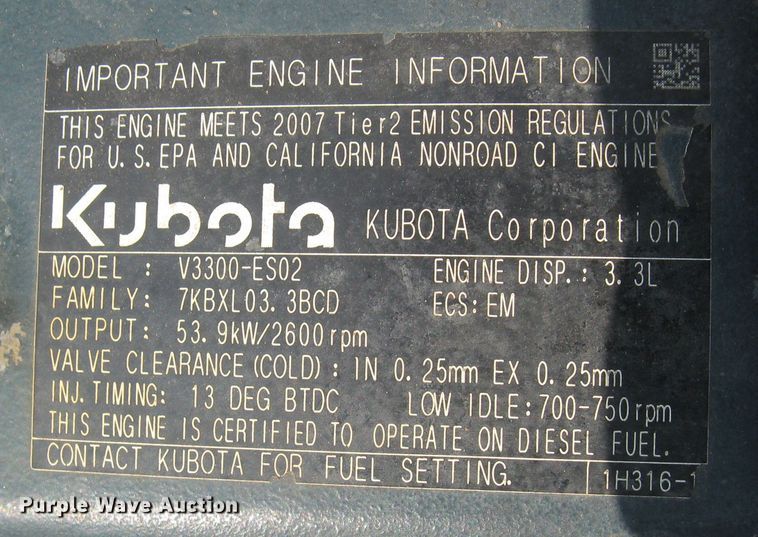 IMPORTANT ENGINE INFORMATION
THIS ENGINE MEETS 2007 Tier2 EMISSION REGULATIONS
FOR U.S. EPA AND CALIFORNIA NONROAD CI ENGINE
Kubota KUBOTA Corporation
MODEL : V3300-ES02 ENGINE DISP.: 3.3L
FAMILY: 7KBXL03.3BCD ECS: EM
OUTPUT: 53.9kW/2600rpm
VALVE CLEARANCE (COLD) : IN 0.25mm EX 0.25mm
INJ. TIMING: 13 DEG BTDC LOW IDLE:700-750rpm
THIS ENGINE IS CERTIFIED TO OPERATE ON DIESEL FUEL.
CONTACT KUBOTA FOR FUEL SETTING. 1H316-1
Purple Wave Auction